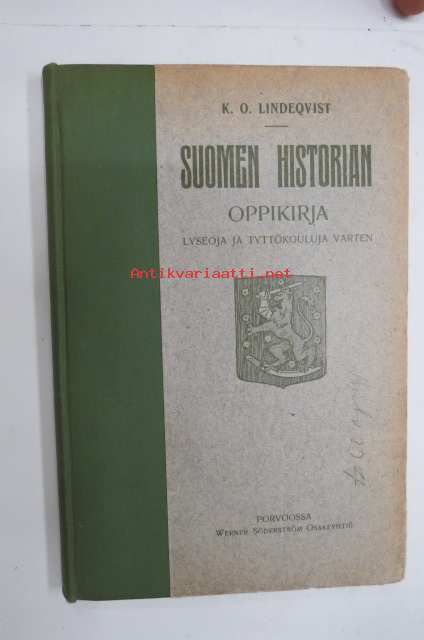 K. O. LINDEQVIST
SUOMEN HISTORIAN
OPPIKIRJA
LYSEOJA JA TYTTÖKOULUJA VARTEN
Antikvariaatti.net
PORVOOSSA
WERNER SÖDERSTRÖM OSAKEYHTIÖ